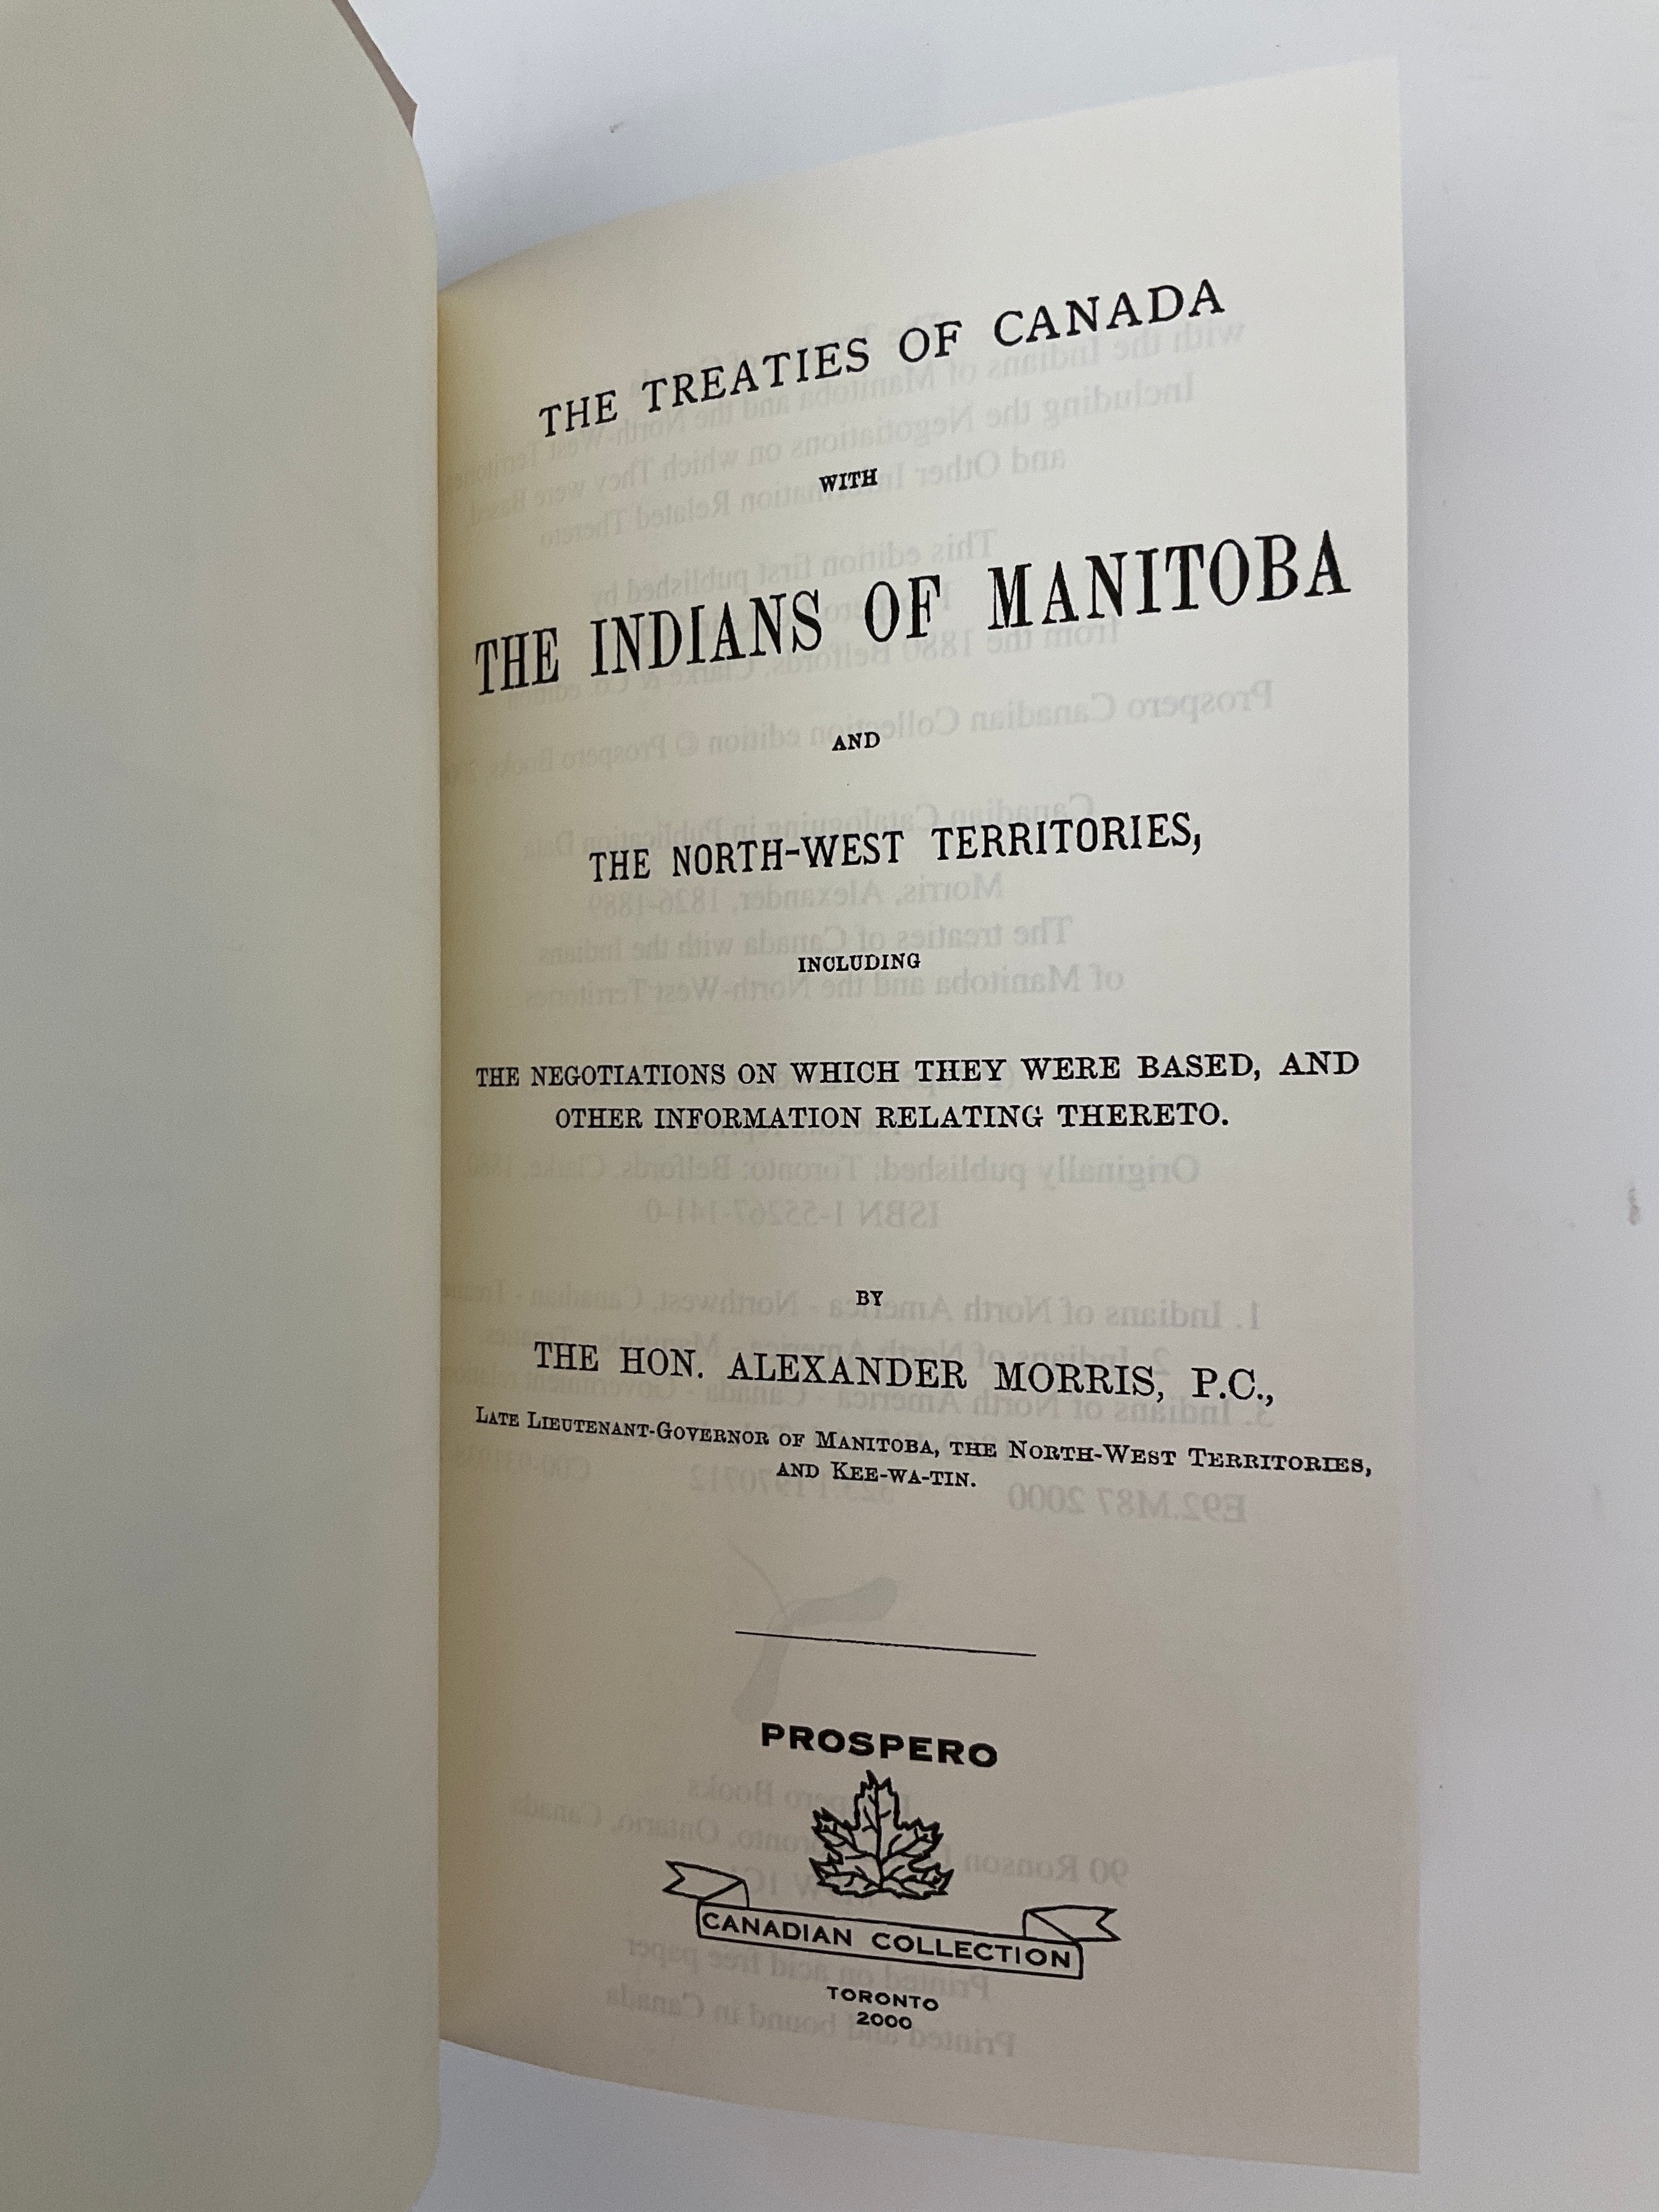 THE TREATIES OF CANADA
WITH
THE INDIANS OF MANITOBA
AND
THE NORTH-WEST TERRITORIES,
INCLUDING
THE NEGOTIATIONS ON WHICH THEY WERE BASED, AND
OTHER INFORMATION RELATING THERETO.
BY
THE HON. ALEXANDER MORRIS, P.C.,
LATE LIEUTENANT-GOVERNOR OF MANITOBA, THE NORTH-WEST TERRITORIES,
AND KEE-WA-TIN.
PROSPERO
CANADIAN COLLECTION
TORONTO
2000